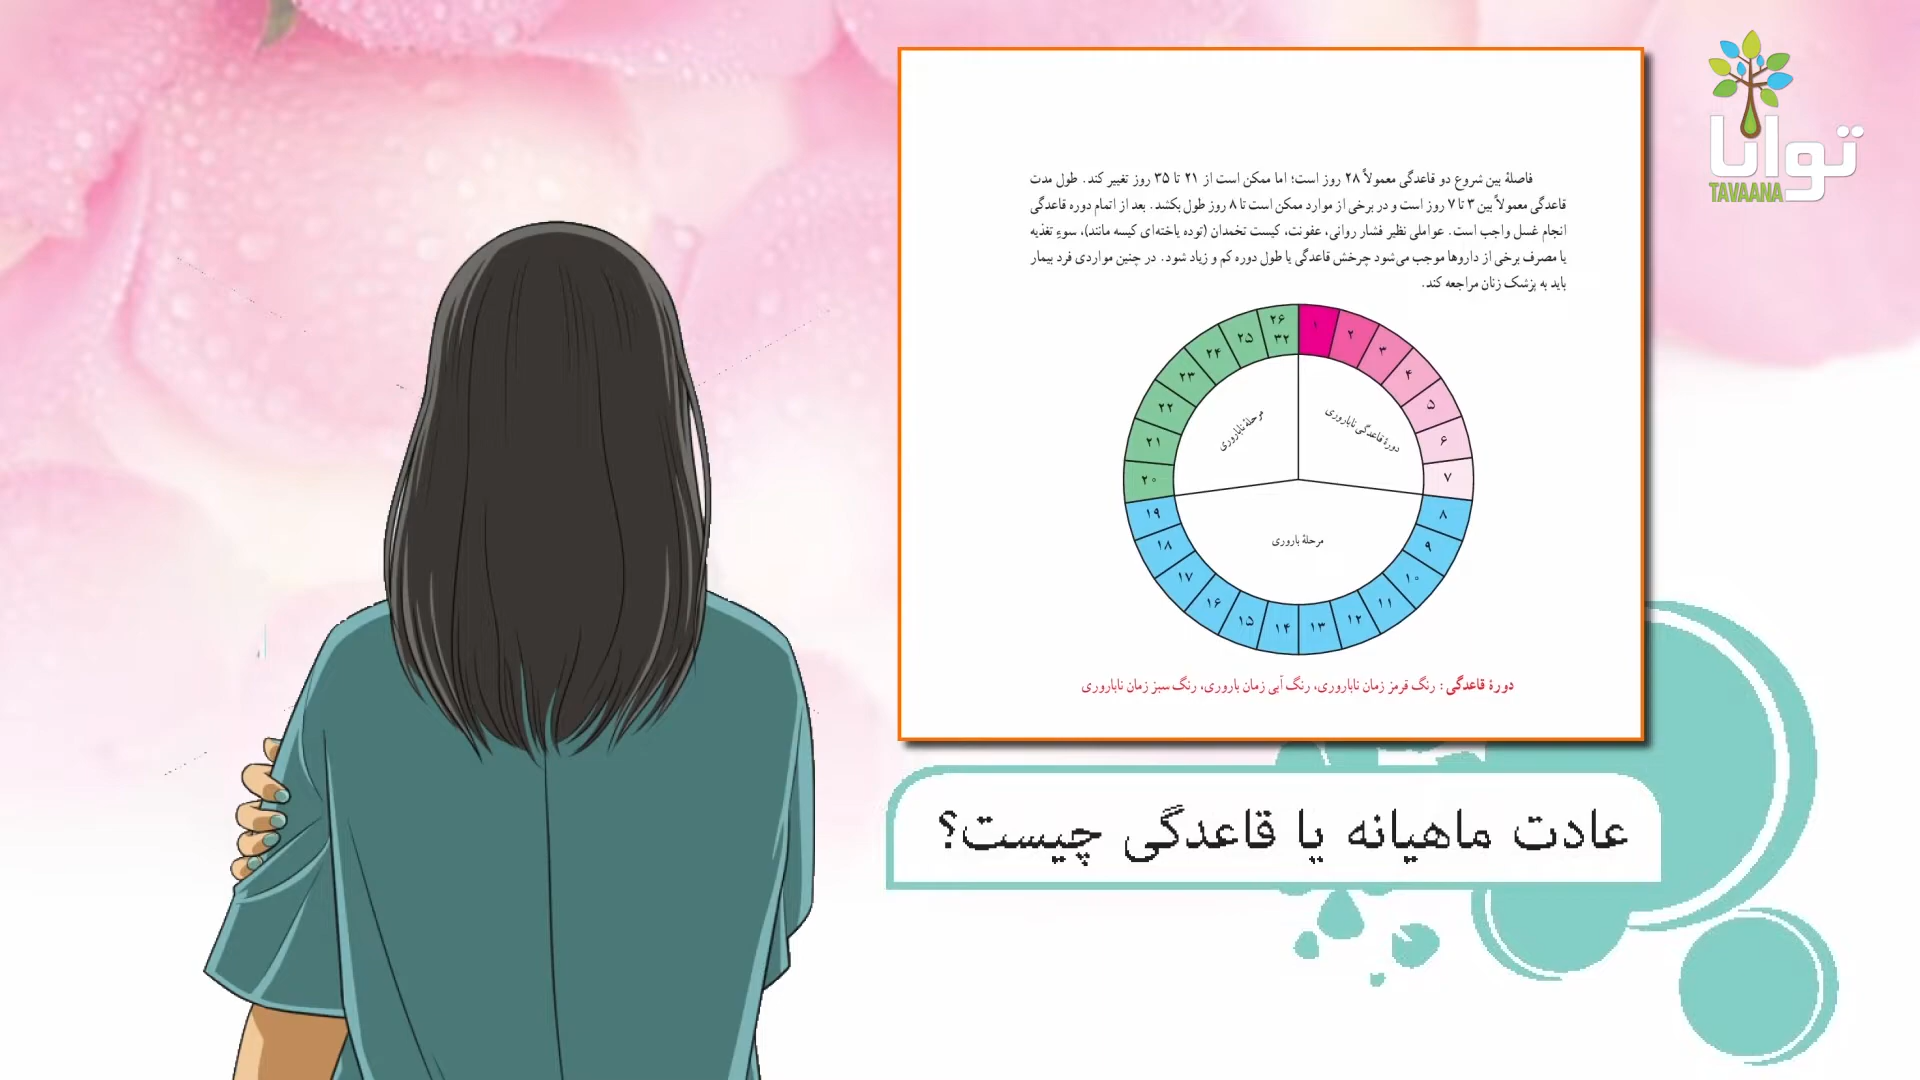 توانا
TAVAANA
فاصلهٔ بین شروع دو قاعدگی معمولاً ۲۸ روز است؛ اما ممکن است از ۲۱ تا ۳۵ روز تغییر کند. طول مدت
قاعدگی معمولاً بین ۳ تا ۷ روز است و در برخی از موارد ممکن است تا ۸ روز طول بکشد. بعد از اتمام دوره قاعدگی
انجام غسل واجب است. عواملی نظیر فشار روانی، عفونت، کیست تخمدان (توده یاخته‌ای کیسه مانند)، سوءِ تغذیه
یا مصرف برخی از داروها موجب می‌شود چرخش قاعدگی یا طول دوره کم و زیاد شود. در چنین مواردی فرد بیمار
باید به پزشک زنان مراجعه کند.
۱
۲
۳
۴
۵
۶
۷
۸
۹
۱۰
۱۱
۱۲
۱۳
۱۴
۱۵
۱۶
۱۷
۱۸
۱۹
۲۰
۲۱
۲۲
۲۳
۲۴
۲۵
۲۶
۳۲
دورهٔ قاعدگی ناباروری
مرحلهٔ ناباروری
مرحلهٔ باروری
دورهٔ قاعدگی : رنگ قرمز زمان ناباروری، رنگ آبی زمان باروری، رنگ سبز زمان ناباروری
عادت ماهیانه یا قاعدگی چیست؟